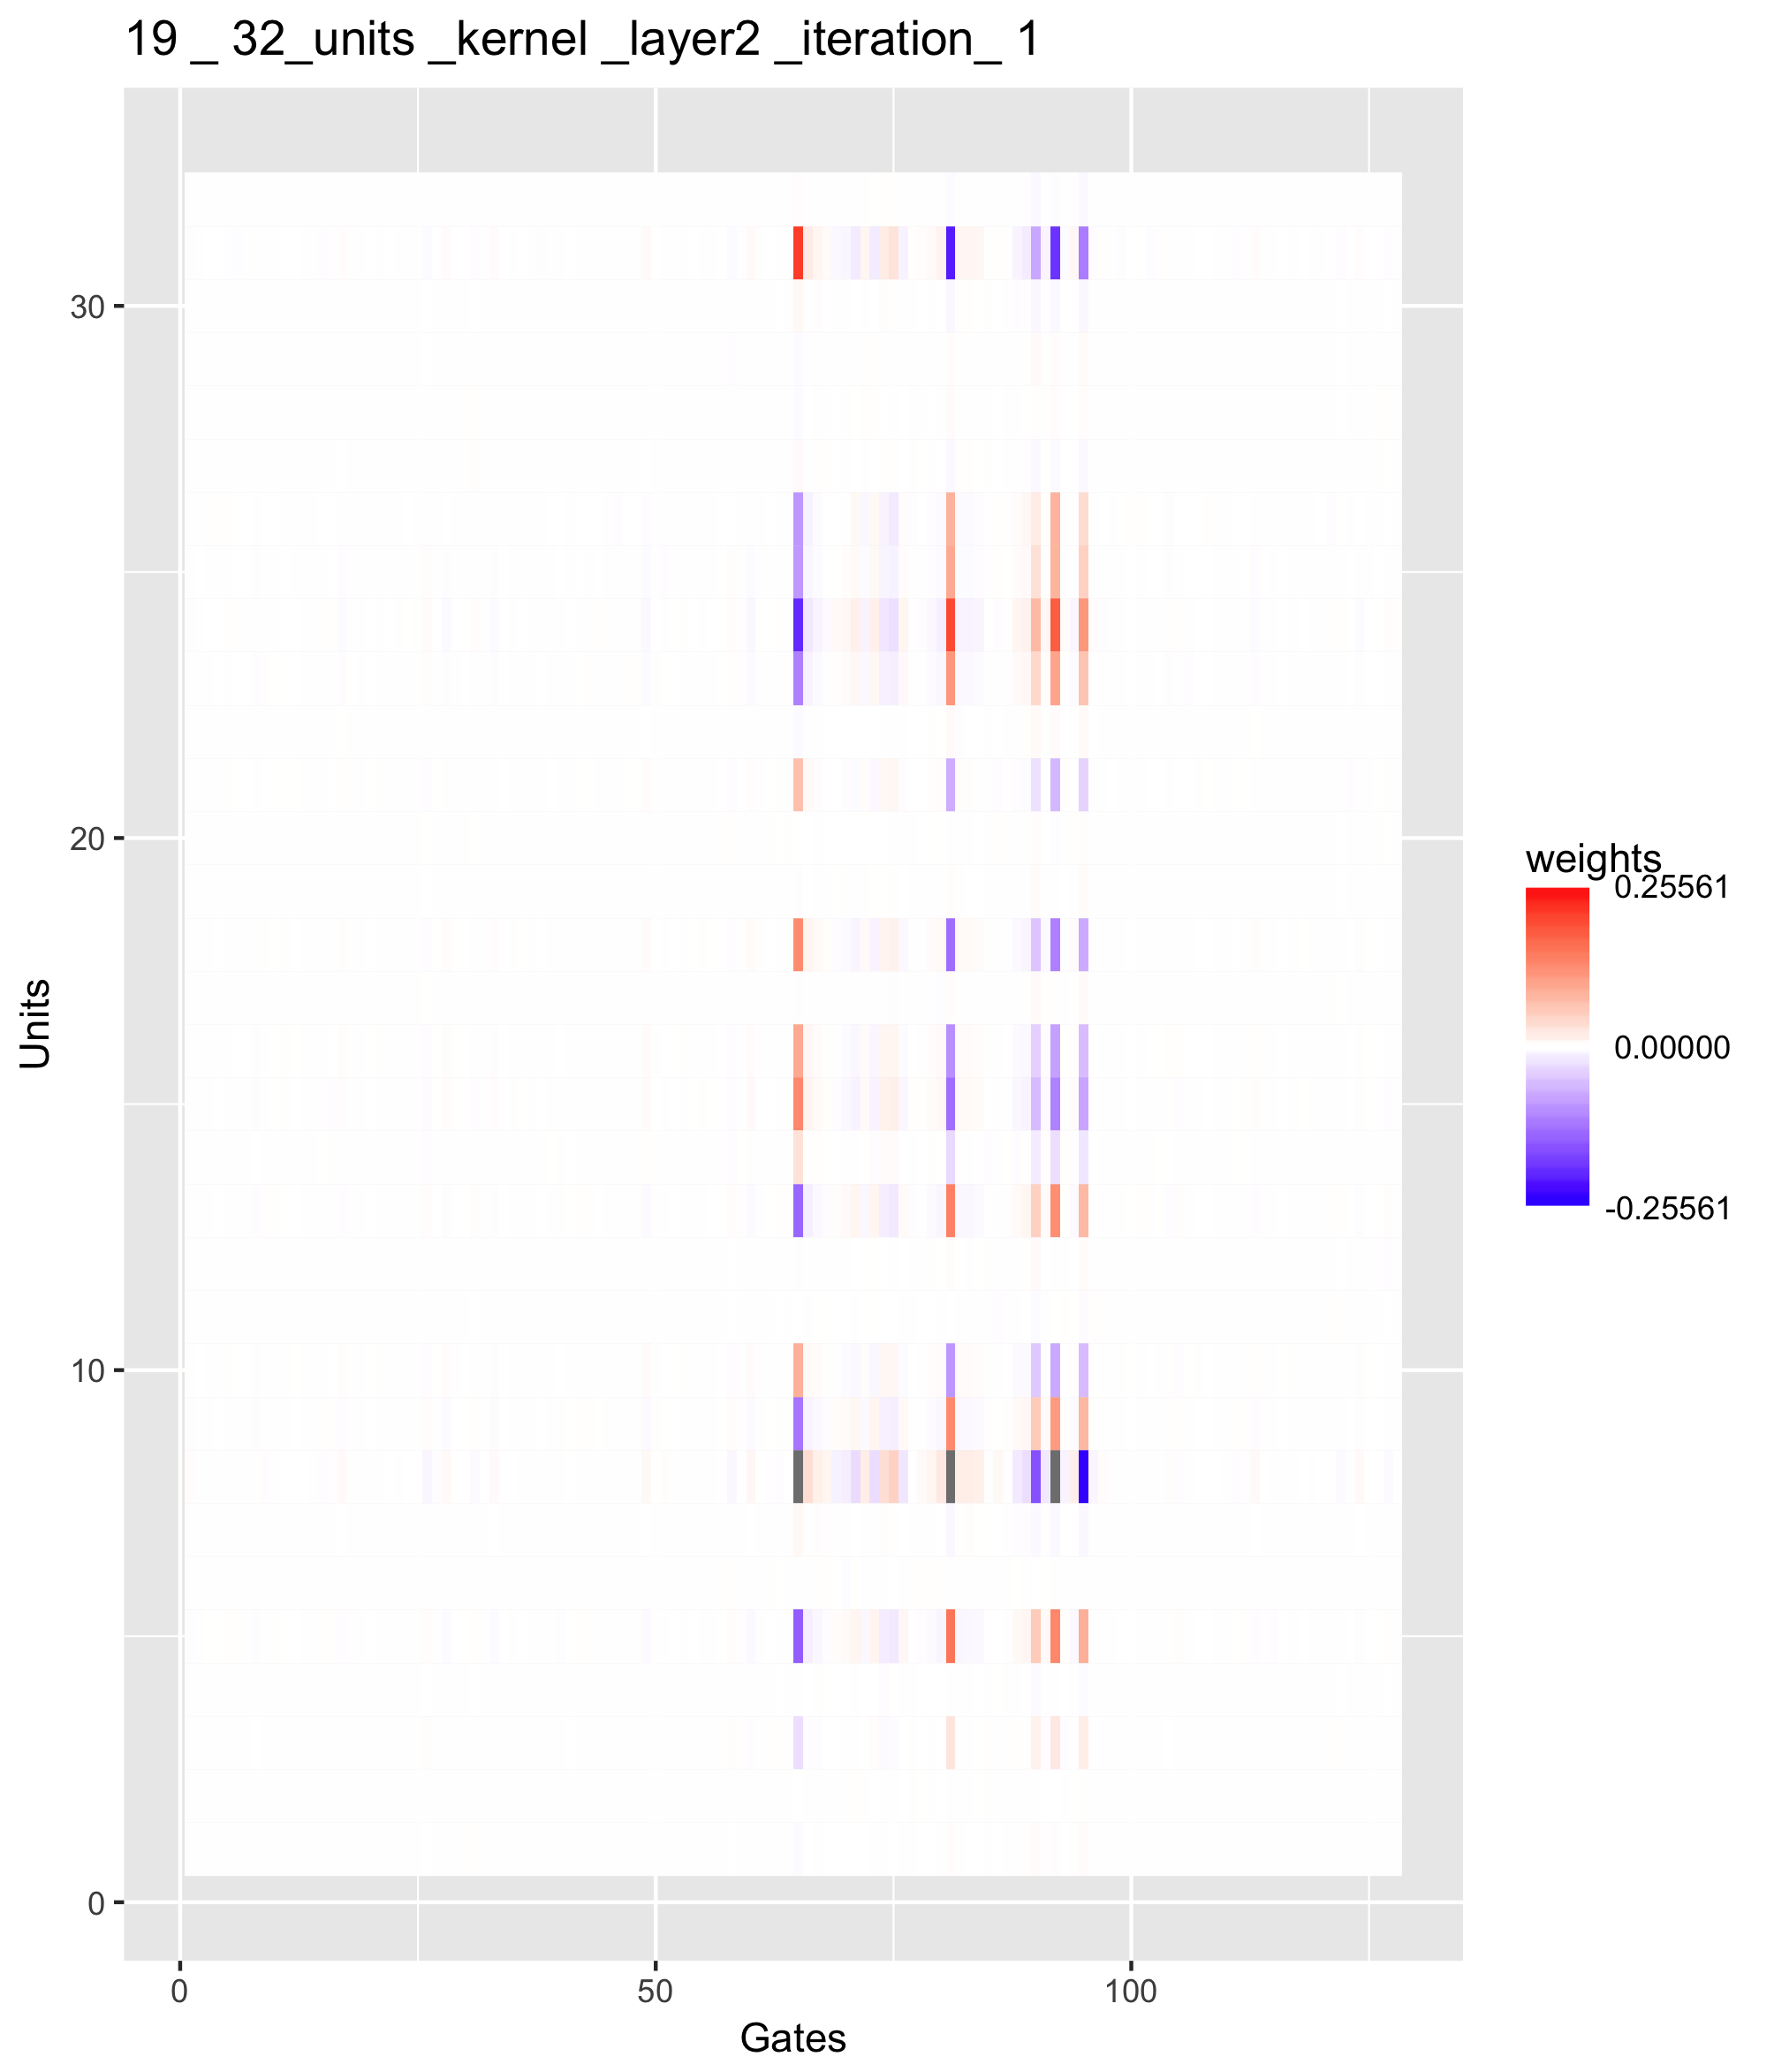 19 _ 32_units _kernel _layer2 _iteration_ 1
30
20
10
0
Units
0 50 100
Gates
weights
0.25561
0.00000
-0.25561